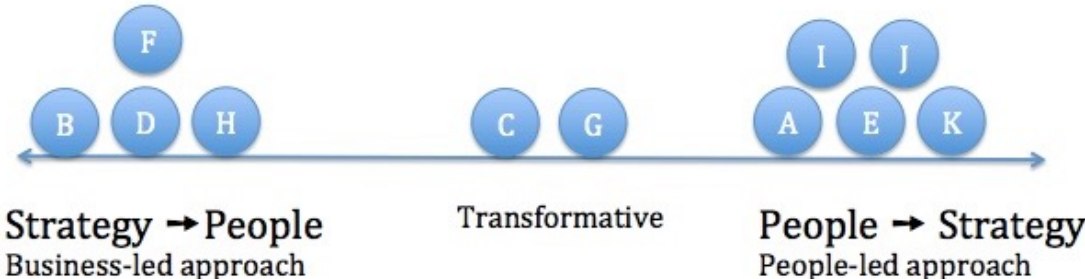 F
I J
B D H C G A E K
Strategy → People Transformative People → Strategy
Business-led approach People-led approach